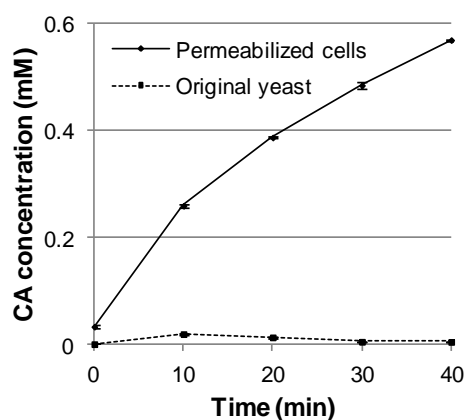 0.6
Permeabilized cells
Original yeast
0.4
0.2
0
CA concentration (mM)
0 10 20 30 40
Time (min)